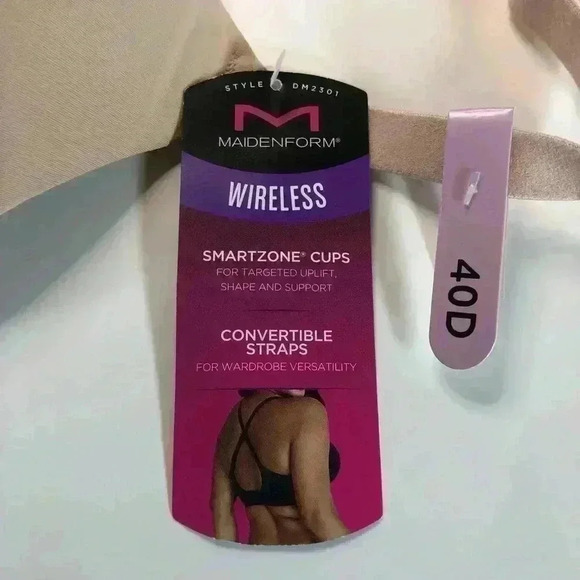 STYLE DM2301
M
MAIDENFORM®
WIRELESS
SMARTZONE® CUPS
FOR TARGETED UPLIFT,
SHAPE AND SUPPORT
CONVERTIBLE
STRAPS
FOR WARDROBE VERSATILITY
40D